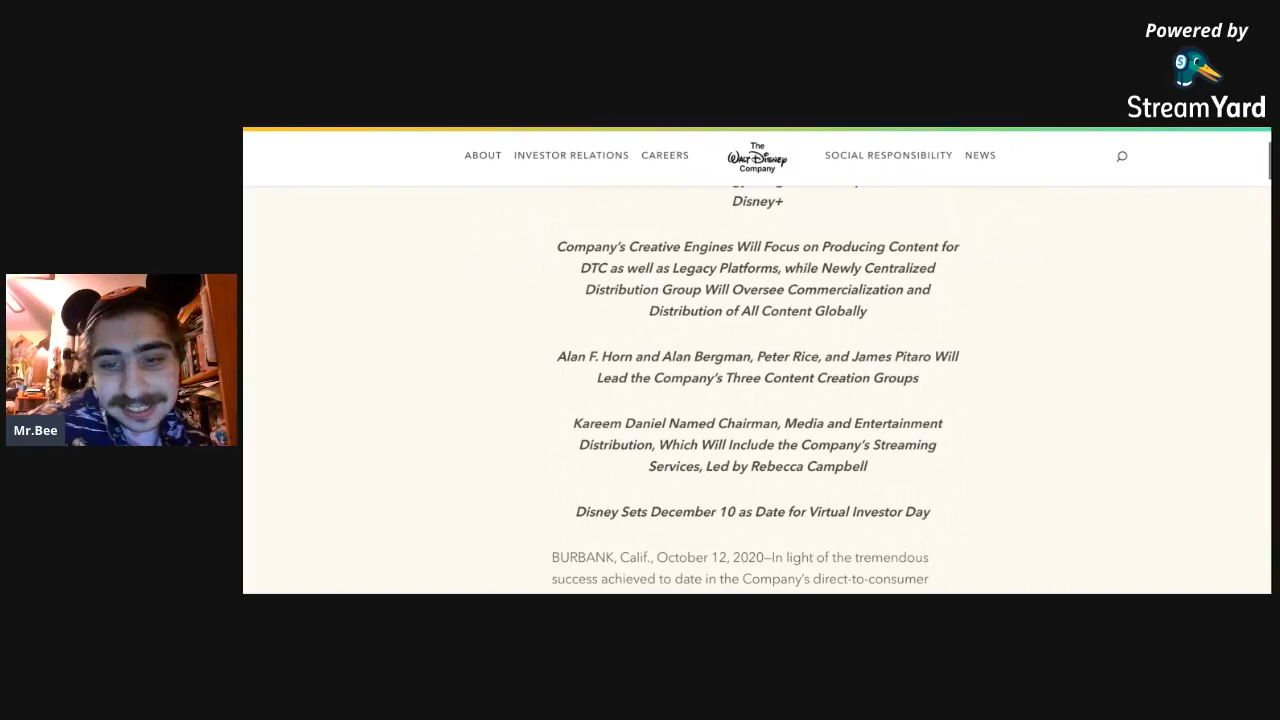 Powered by
StreamYard
ABOUT INVESTOR RELATIONS CAREERS The Walt Disney Company SOCIAL RESPONSIBILITY NEWS
Disney+
Company's Creative Engines Will Focus on Producing Content for
DTC as well as Legacy Platforms, while Newly Centralized
Distribution Group Will Oversee Commercialization and
Distribution of All Content Globally
Alan F. Horn and Alan Bergman, Peter Rice, and James Pitaro Will
Lead the Company's Three Content Creation Groups
Kareem Daniel Named Chairman, Media and Entertainment
Distribution, Which Will Include the Company's Streaming
Services, Led by Rebecca Campbell
Disney Sets December 10 as Date for Virtual Investor Day
BURBANK, Calif., October 12, 2020–In light of the tremendous
success achieved to date in the Company's direct-to-consumer
Mr.Bee